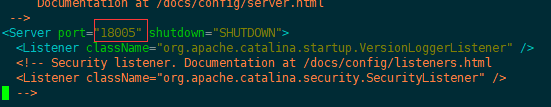 Documentation at /docs/config/server.html
-->
<Server port="18005" shutdown="SHUTDOWN">
<Listener className="org.apache.catalina.startup.VersionLoggerListener" />
<!-- Security listener. Documentation at /docs/config/listeners.html
<Listener className="org.apache.catalina.security.SecurityListener" />
-->